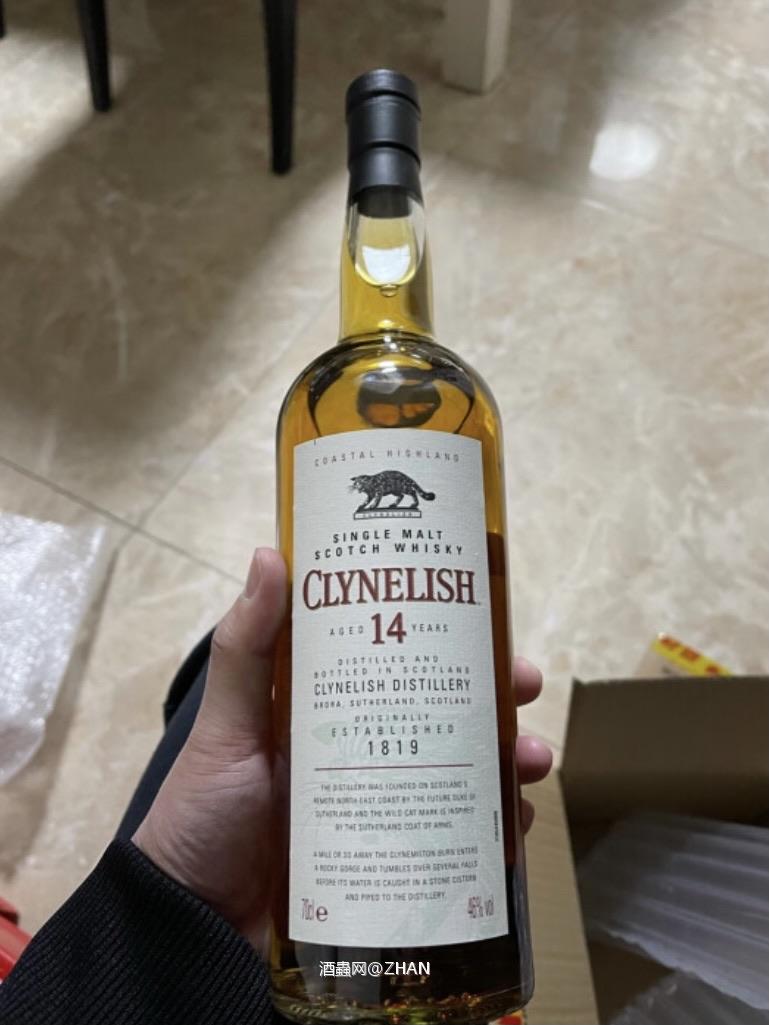 COASTAL HIGHLAND
CLYNELISH
SINGLE MALT
SCOTCH WHISKY
CLYNELISH
AGED 14 YEARS
DISTILLED AND
BOTTLED IN SCOTLAND
CLYNELISH DISTILLERY
BRORA, SUTHERLAND, SCOTLAND
ORIGINALLY
ESTABLISHED
1819
THE DISTILLERY WAS FOUNDED ON SCOTLAND'S
REMOTE NORTH-EAST COAST BY THE FUTURE DUKE OF
SUTHERLAND AND THE WILD CAT MARK IS INSPIRED
BY THE SUTHERLAND COAT OF ARMS.
A MILE OR SO AWAY THE CLYNEMILTON BURN ENTERS
A ROCKY GORGE AND TUMBLES OVER SEVERAL FALLS
BEFORE ITS WATER IS CAUGHT IN A STONE CISTERN
AND PIPED TO THE DISTILLERY.
70cl e 46% vol
酒蟲网@ZHAN